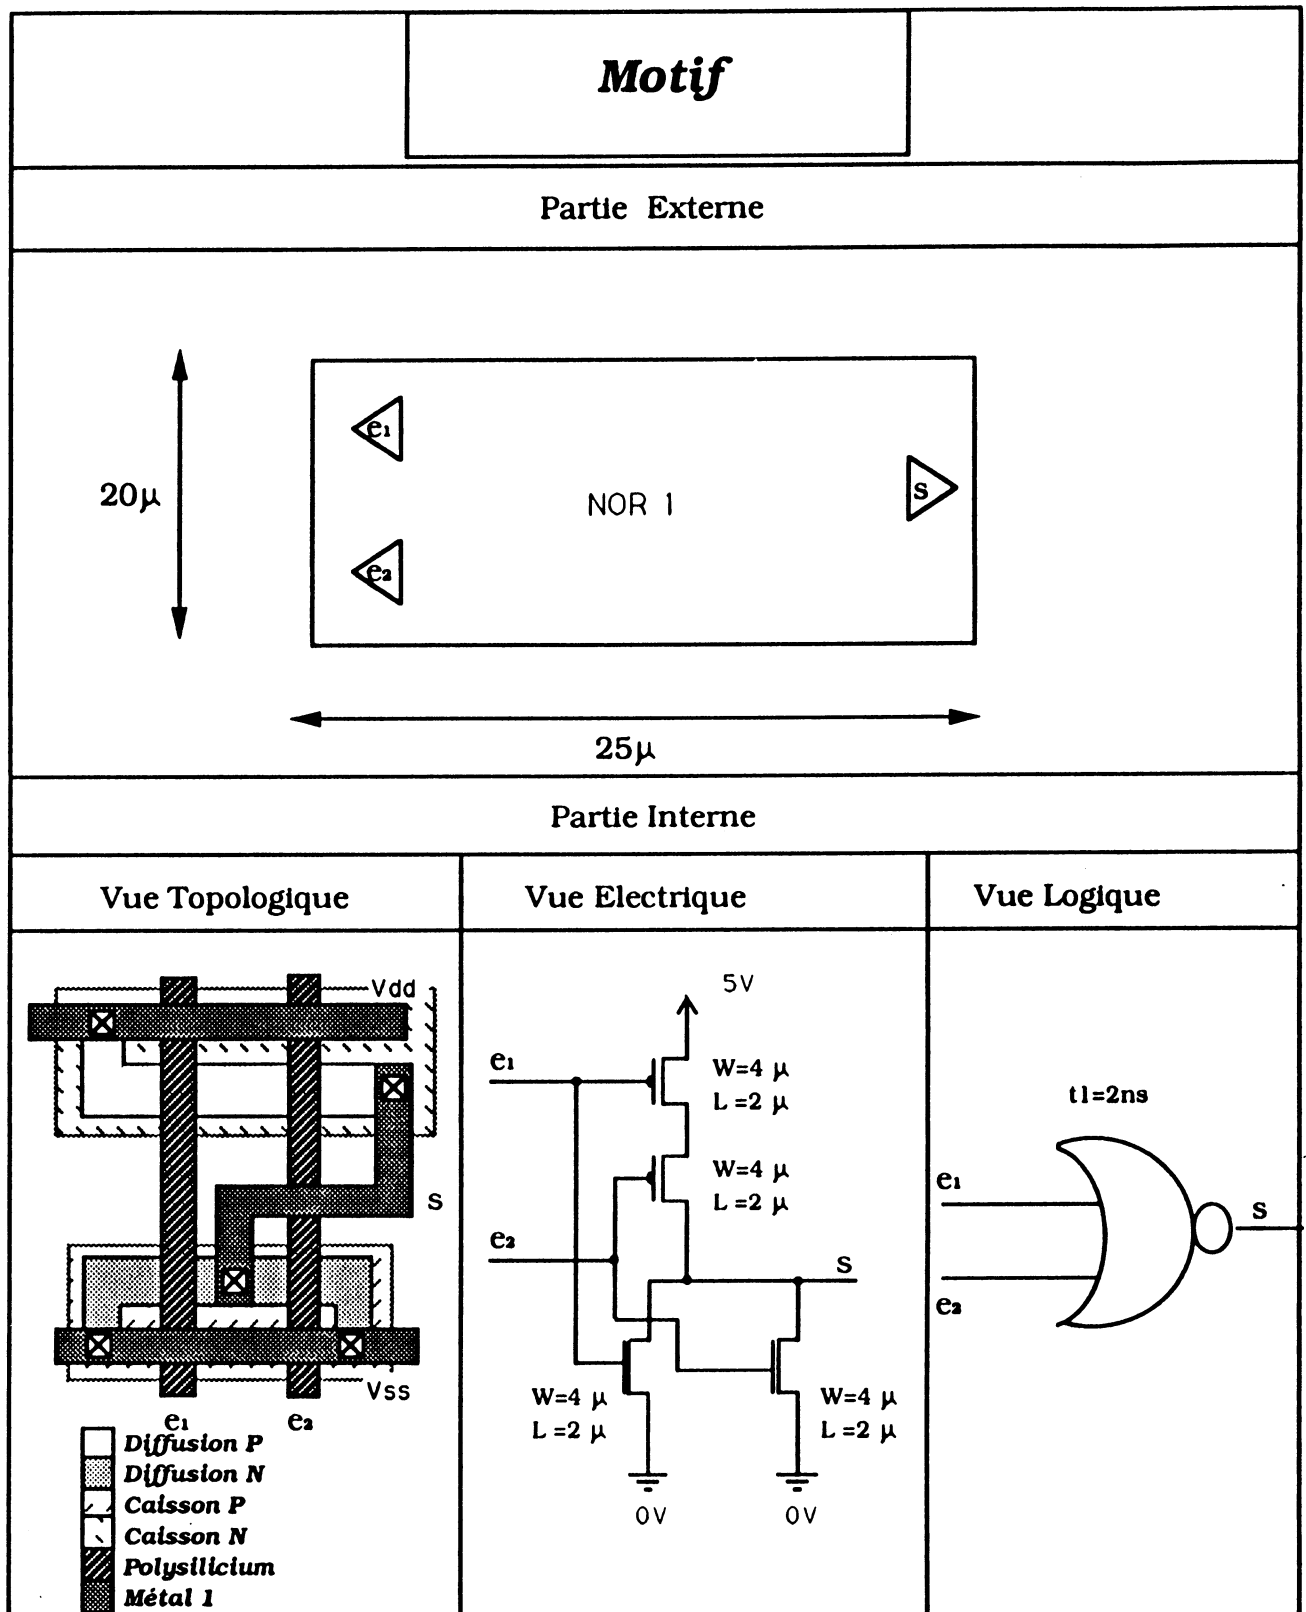 Motif
Partie Externe
e1
20μ
NOR 1
s
e2
25μ
Partie Interne
Vue Topologique
Vue Electrique
Vue Logique
Vdd
S
Vss
e1
e2
Diffusion P
Diffusion N
Caisson P
Caisson N
Polysilicium
Métal 1
5V
e1
W=4 μ
L=2 μ
W=4 μ
L=2 μ
e2
S
W=4 μ
L=2 μ
W=4 μ
L=2 μ
0V
0V
t1=2ns
e1
S
e2